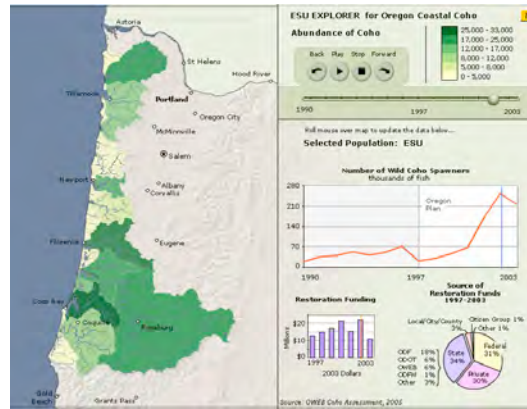 Astoria
St Helens
Hood River
Tillamook
Portland
Oregon City
McMinnville
Salem
Newport
Albany
Corvallis
Florence
Eugene
Coos Bay
Coquille
Roseburg
Gold Beach
Grants Pass
ESU EXPLORER for Oregon Coastal Coho
Abundance of Coho
25,000 - 33,000
17,000 - 25,000
12,000 - 17,000
8,000 - 12,000
5,000 - 8,000
0 - 5,000
Back Play Stop Forward
1990 1997 2003
Roll mouse over map to update the data below...
Selected Population: ESU
Number of Wild Coho Spawners
thousands of fish
280
210
140
70
0
Oregon
Plan
1990 1997 2003
Restoration Funding
Millions
$20
$10
$0
1997 2003
2003 Dollars
Source of
Restoration Funds
1997-2003
Local/City/County
3%
Citizen Group 1%
Other 1%
State
34%
Federal
31%
Private
30%
ODF 18%
ODOT 6%
OWEB 6%
ODFW 1%
Other 3%
Source: OWEB Coho Assessment, 2005